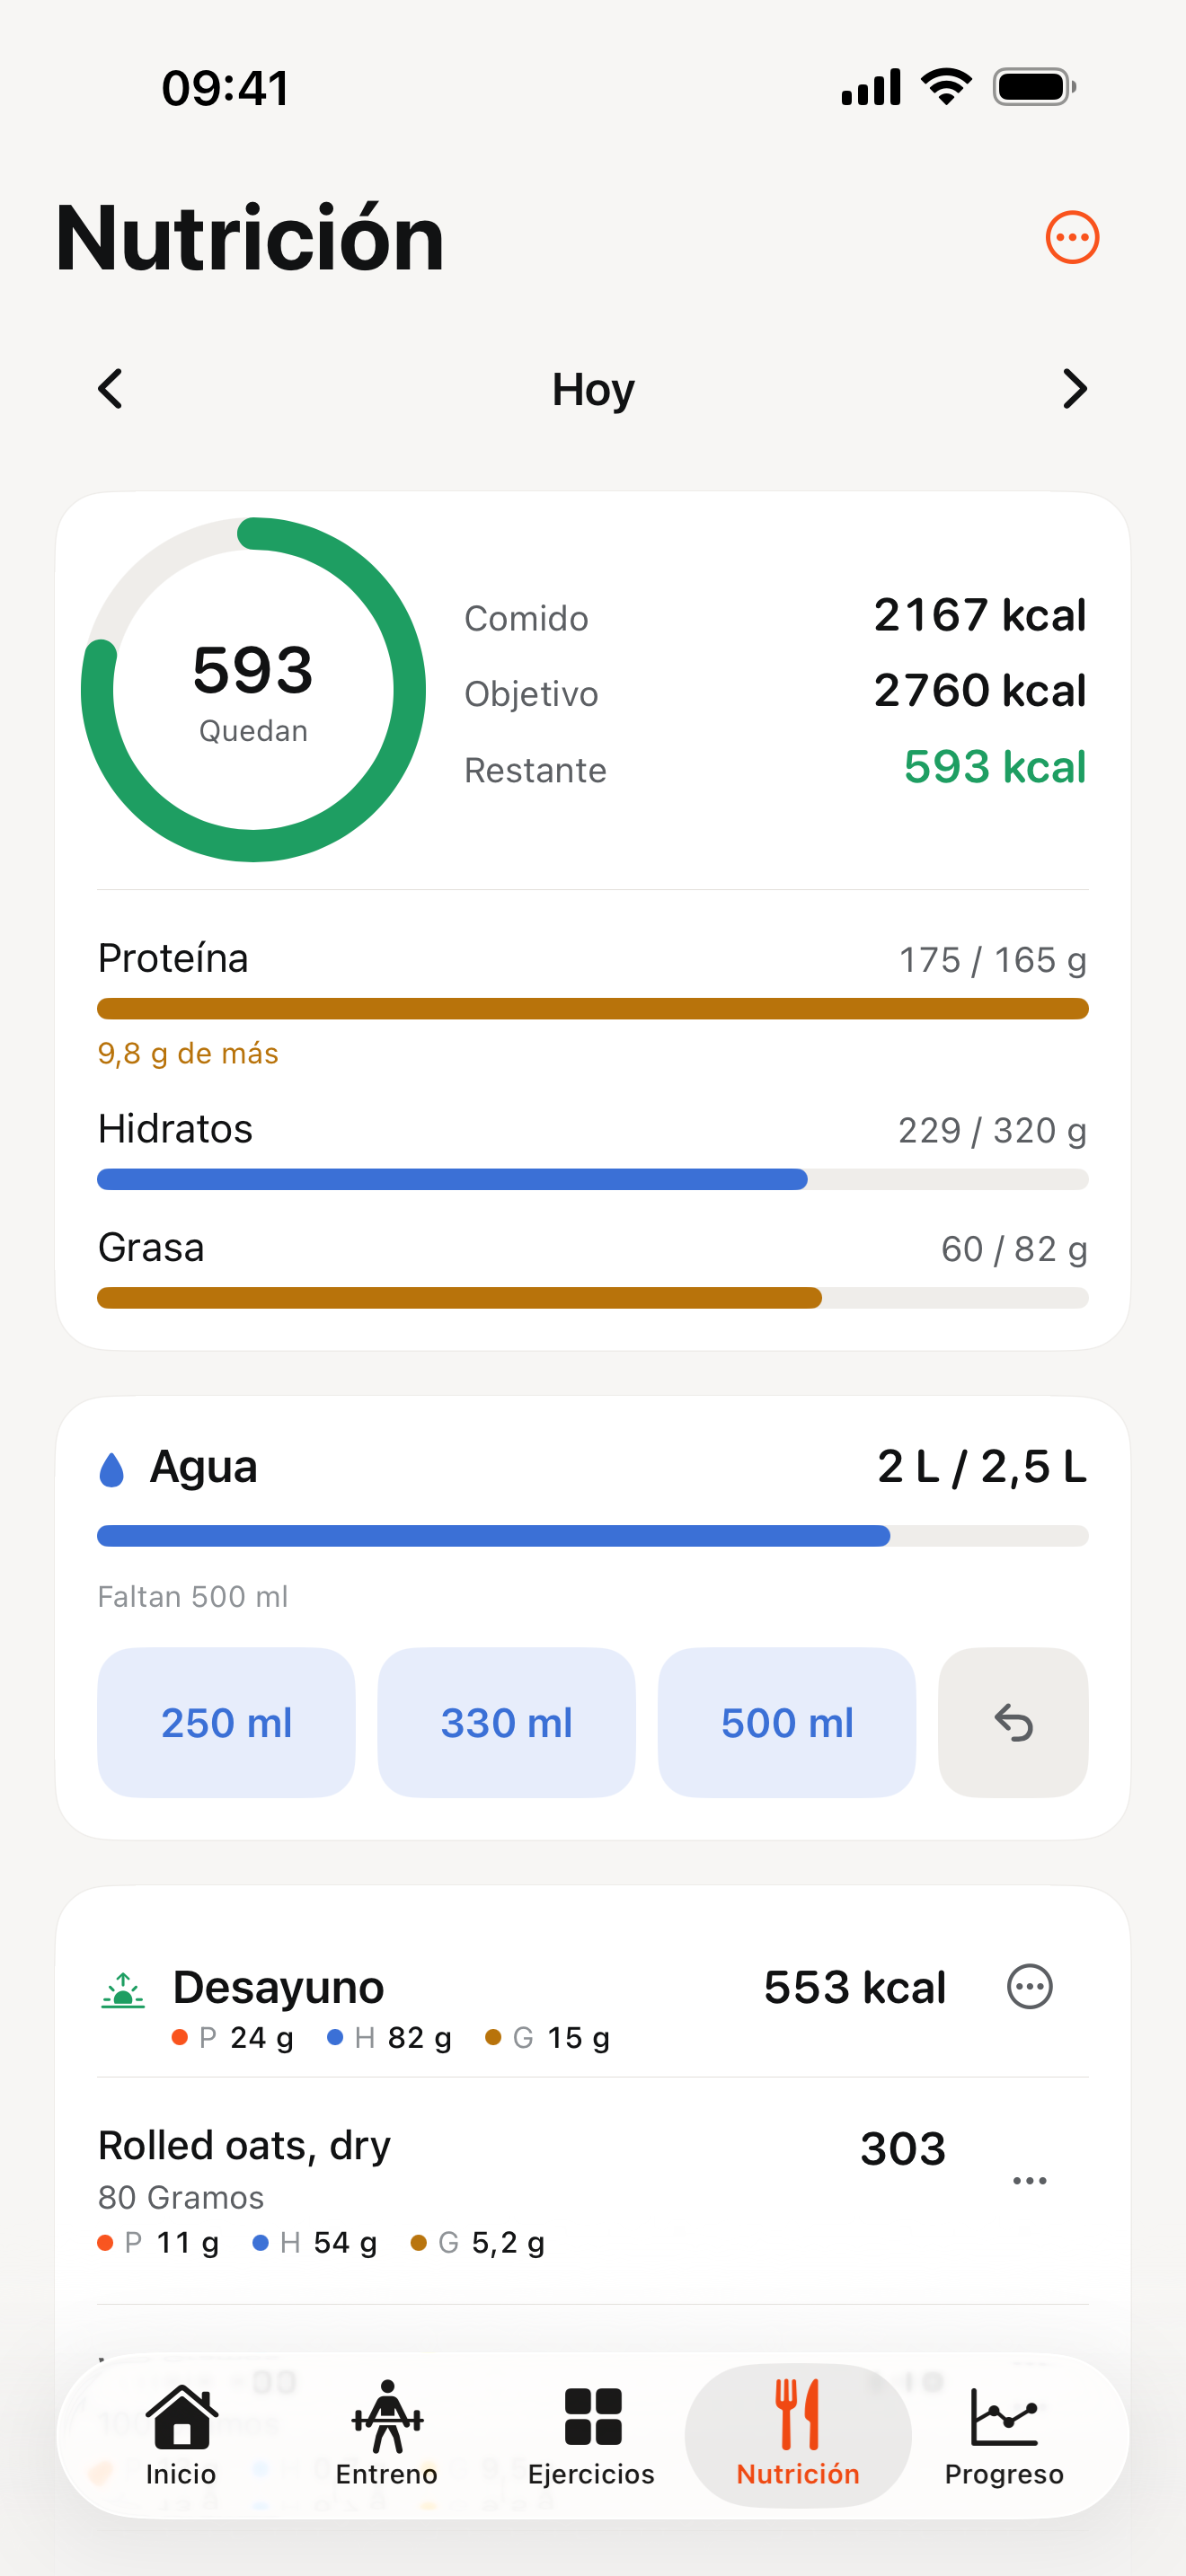 09:41
Nutrición
Hoy
593
Quedan
Comido 2167 kcal
Objetivo 2760 kcal
Restante 593 kcal
Proteína 175 / 165 g
9,8 g de más
Hidratos 229 / 320 g
Grasa 60 / 82 g
Agua 2 L / 2,5 L
Faltan 500 ml
250 ml 330 ml 500 ml
Desayuno 553 kcal
P 24 g H 82 g G 15 g
Rolled oats, dry 303
80 Gramos
P 11 g H 54 g G 5,2 g
Inicio Entreno Ejercicios Nutrición Progreso